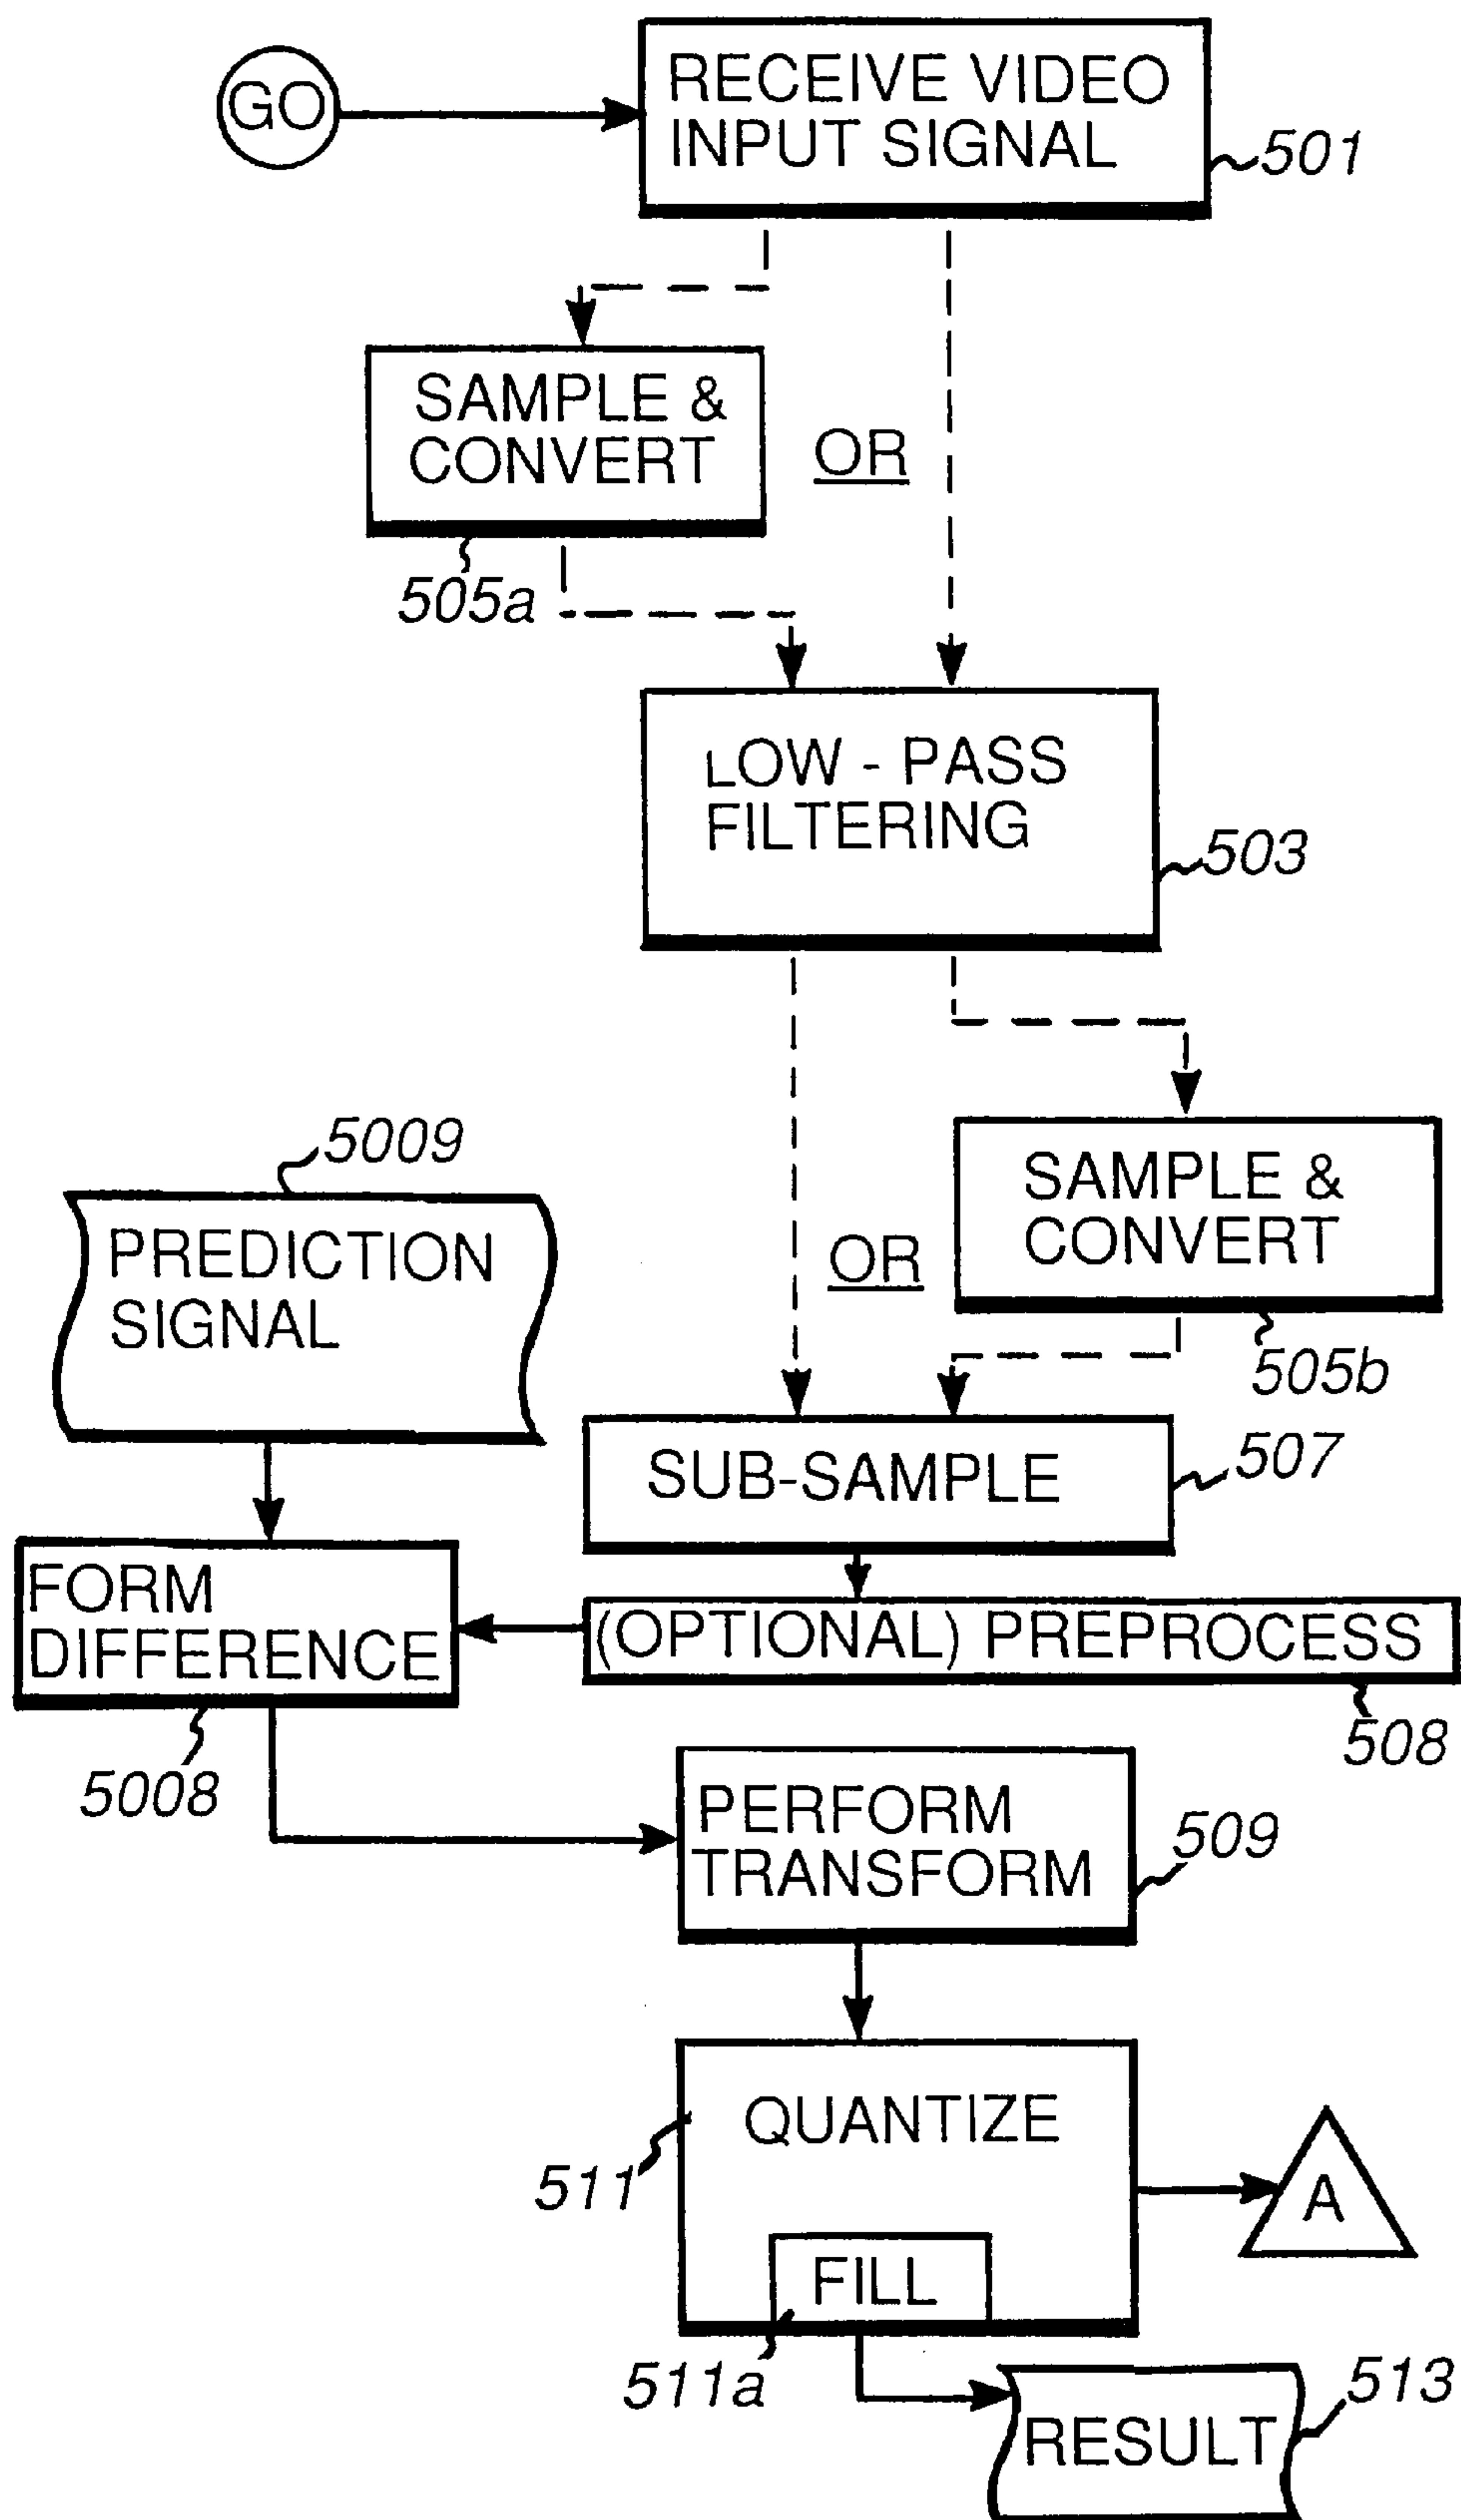 GO
RECEIVE VIDEO
INPUT SIGNAL
501
SAMPLE &
CONVERT
OR
505a
LOW - PASS
FILTERING
503
5009
PREDICTION
SIGNAL
SAMPLE &
CONVERT
OR
505b
SUB-SAMPLE
507
FORM
DIFFERENCE
(OPTIONAL) PREPROCESS
508
5008
PERFORM
TRANSFORM
509
QUANTIZE
511
A
FILL
511a
513
RESULT